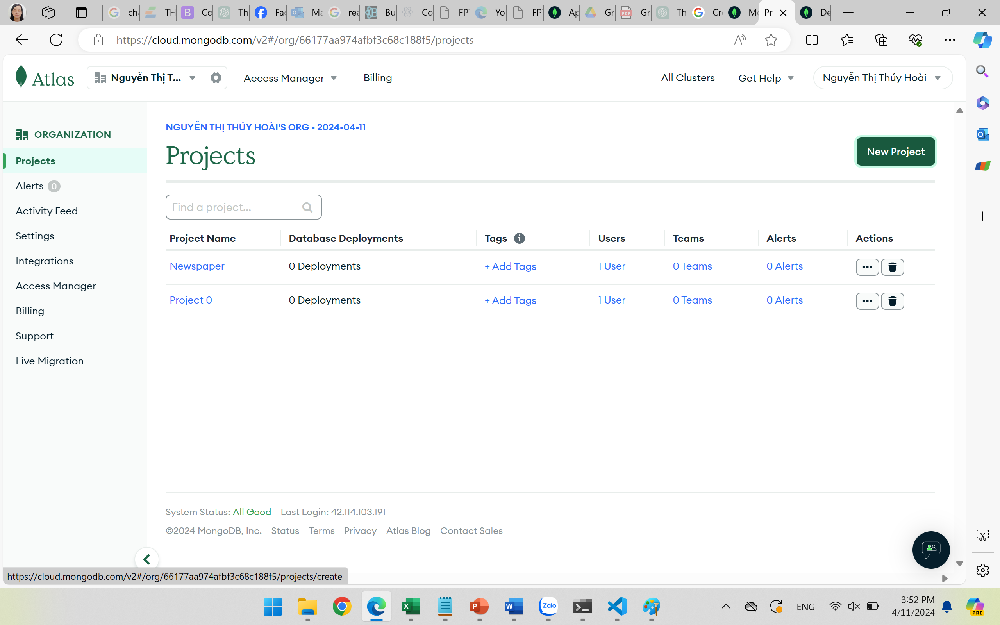 ch
TH
B Co
Th
Fac
Ma
rea
Bu
Co
FPT
Yo
FPT
Ap
Gr
PDF Gr
Th
Cr
Mo
Pr
De
https://cloud.mongodb.com/v2#/org/66177aa974afbf3c68c188f5/projects
Atlas
Nguyễn Thị T...
Access Manager
Billing
All Clusters
Get Help
Nguyễn Thị Thúy Hoài
ORGANIZATION
Projects
Alerts 0
Activity Feed
Settings
Integrations
Access Manager
Billing
Support
Live Migration
NGUYỄN THỊ THÚY HOÀI'S ORG - 2024-04-11
Projects
New Project
Find a project...
Project Name Database Deployments Tags Users Teams Alerts Actions
Newspaper 0 Deployments + Add Tags 1 User 0 Teams 0 Alerts
Project 0 0 Deployments + Add Tags 1 User 0 Teams 0 Alerts
System Status: All Good Last Login: 42.114.103.191
©2024 MongoDB, Inc. Status Terms Privacy Atlas Blog Contact Sales
https://cloud.mongodb.com/v2#/org/66177aa974afbf3c68c188f5/projects/create
Zalo
ENG
3:52 PM
4/11/2024
PRE